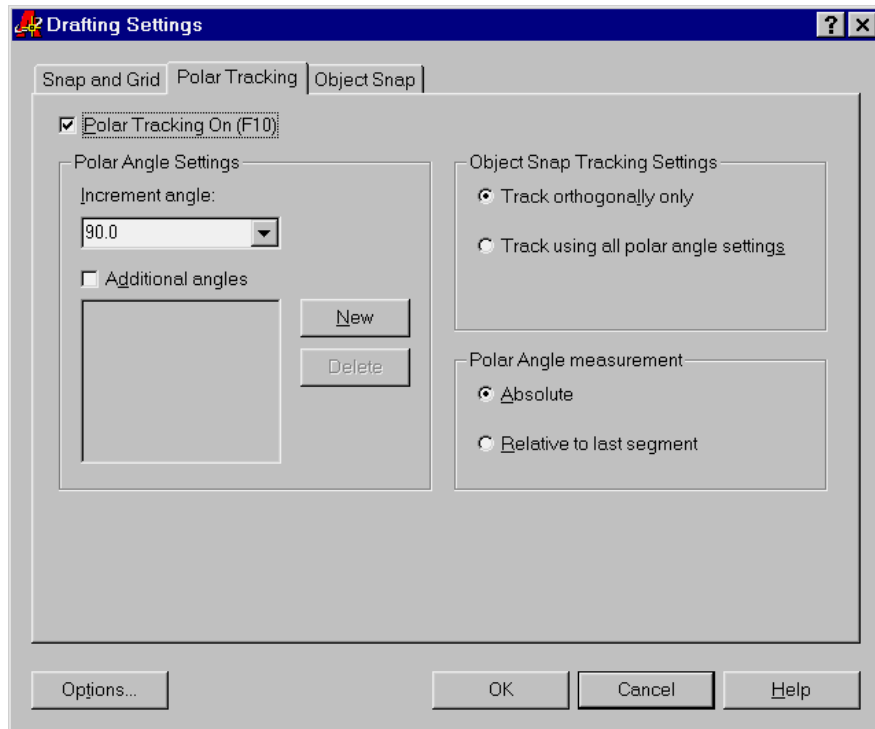 Drafting Settings
Snap and Grid
Polar Tracking
Object Snap
Polar Tracking On (F10)
Polar Angle Settings
Increment angle:
90.0
Additional angles
New
Delete
Object Snap Tracking Settings
Track orthogonally only
Track using all polar angle settings
Polar Angle measurement
Absolute
Relative to last segment
Options...
OK
Cancel
Help